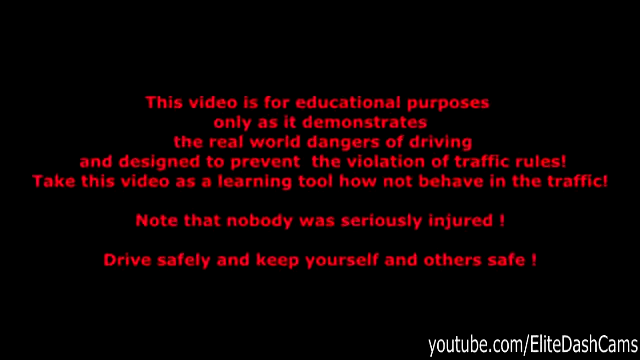 This video is for educational purposes
only as it demonstrates
the real world dangers of driving
and designed to prevent the violation of traffic rules!
Take this video as a learning tool how not behave in the traffic!
Note that nobody was seriously injured !
Drive safely and keep yourself and others safe !
youtube.com/EliteDashCams